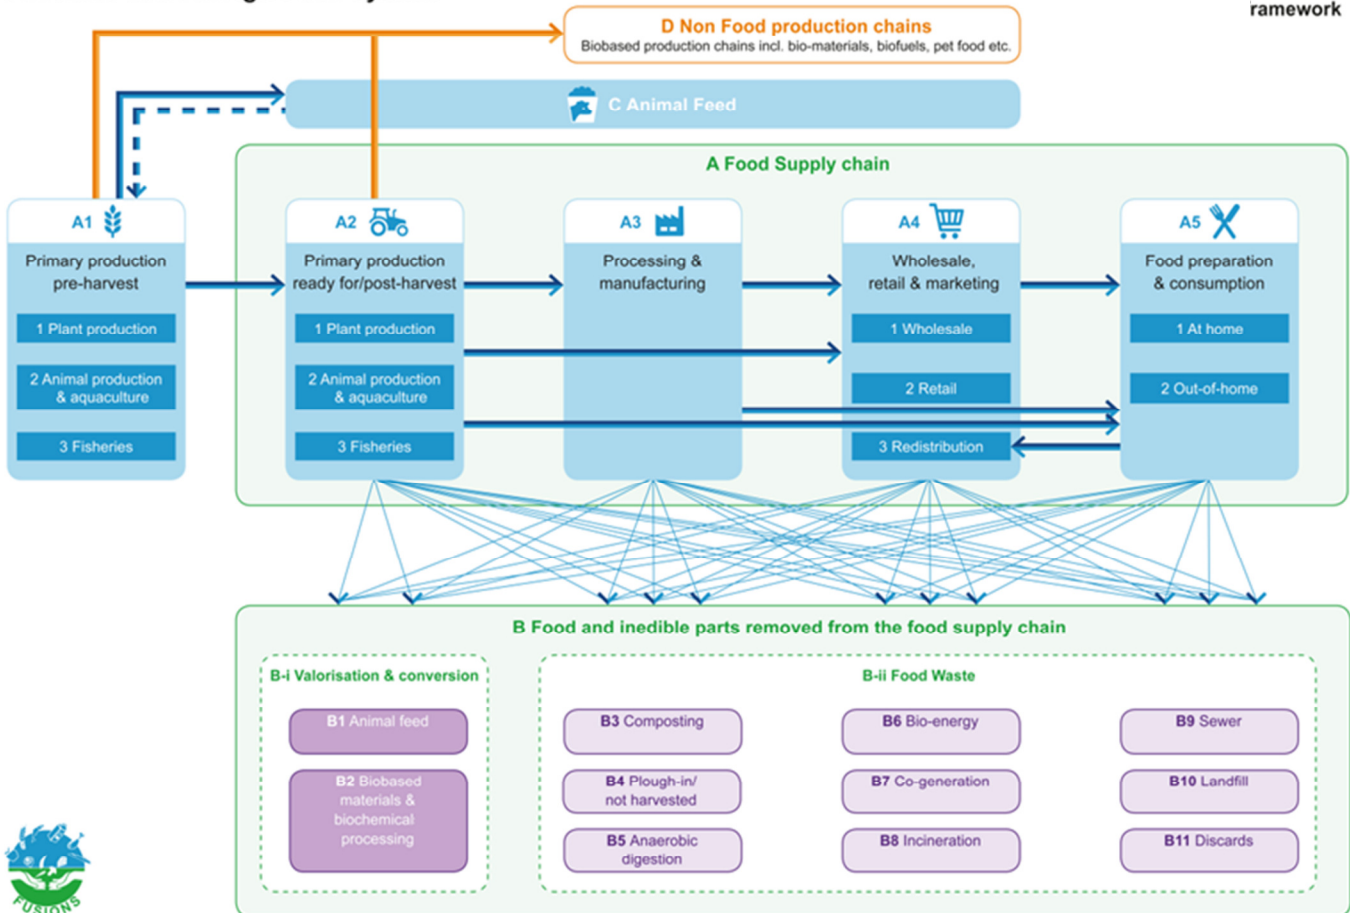 ramework
D Non Food production chains
Biobased production chains incl. bio-materials, biofuels, pet food etc.
C Animal Feed
A Food Supply chain
A1
Primary production
pre-harvest
1 Plant production
2 Animal production
& aquaculture
3 Fisheries
A2
Primary production
ready for/post-harvest
1 Plant production
2 Animal production
& aquaculture
3 Fisheries
A3
Processing &
manufacturing
A4
Wholesale,
retail & marketing
1 Wholesale
2 Retail
3 Redistribution
A5
Food preparation
& consumption
1 At home
2 Out-of-home
B Food and inedible parts removed from the food supply chain
B-i Valorisation & conversion
B1 Animal feed
B2 Biobased
materials &
biochemical
processing
B-ii Food Waste
B3 Composting
B4 Plough-in/
not harvested
B5 Anaerobic
digestion
B6 Bio-energy
B7 Co-generation
B8 Incineration
B9 Sewer
B10 Landfill
B11 Discards
FUSIONS